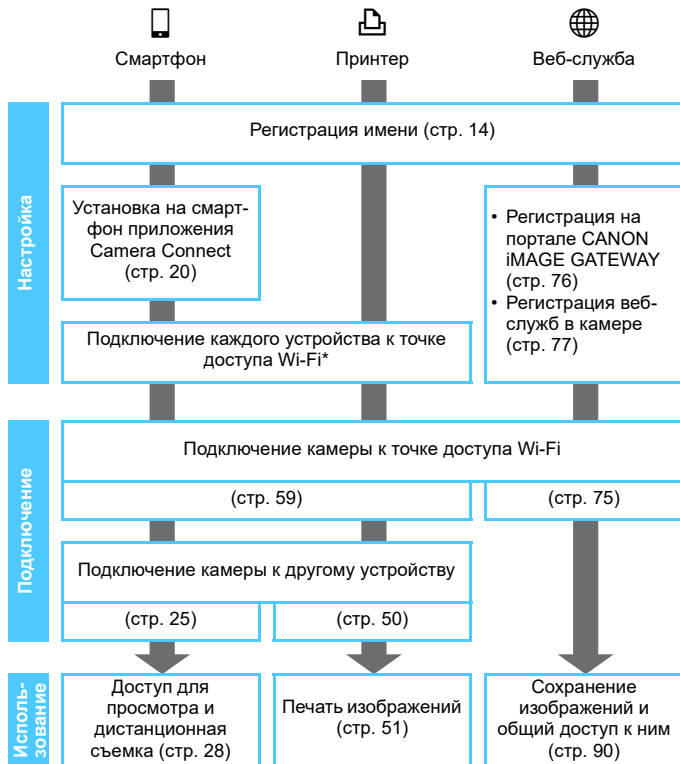 Смартфон
Принтер
Веб-служба
Настройка
Регистрация имени (стр. 14)
Установка на смарт-
фон приложения
Camera Connect
(стр. 20)
• Регистрация на
портале CANON
iMAGE GATEWAY
(стр. 76)
• Регистрация веб-
служб в камере
(стр. 77)
Подключение каждого устройства к точке
доступа Wi-Fi*
Подключение
Подключение камеры к точке доступа Wi-Fi
(стр. 59)
(стр. 75)
Подключение камеры к другому устройству
(стр. 25)
(стр. 50)
Исполь-
зование
Доступ для
просмотра и
дистанционная
съемка (стр. 28)
Печать изображений
(стр. 51)
Сохранение
изображений и
общий доступ к ним
(стр. 90)